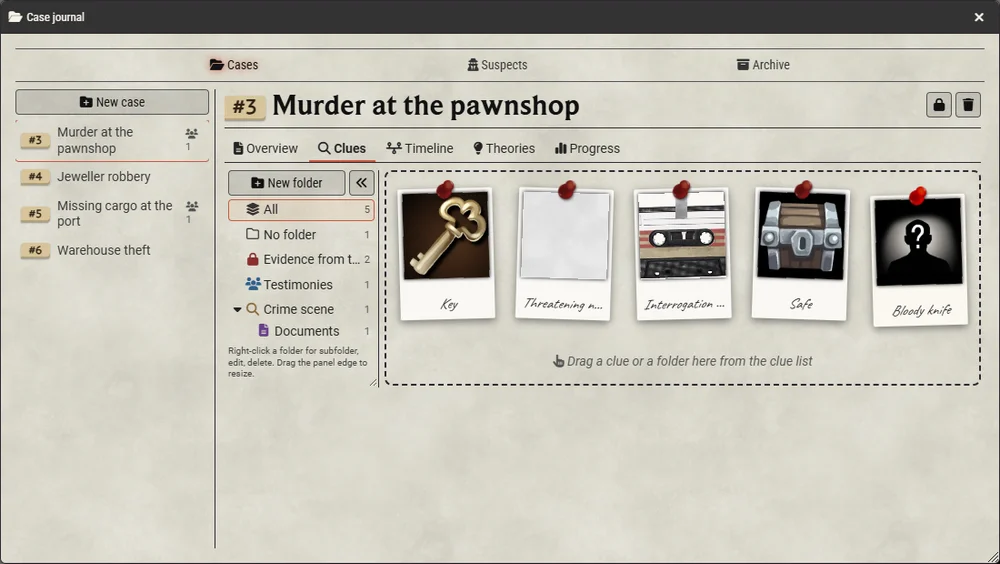 Case journal
Cases
Suspects
Archive
New case
#3
Murder at the
pawnshop
1
#4
Jeweller robbery
#5
Missing cargo at the
port
1
#6
Warehouse theft
#3 Murder at the pawnshop
Overview
Clues
Timeline
Theories
Progress
New folder
All 5
No folder 1
Evidence from t... 2
Testimonies 1
Crime scene 1
Documents 1
Right-click a folder for subfolder,
edit, delete. Drag the panel edge to
resize.
Key
Threatening n...
Interrogation ...
Safe
?
Bloody knife
Drag a clue or a folder here from the clue list